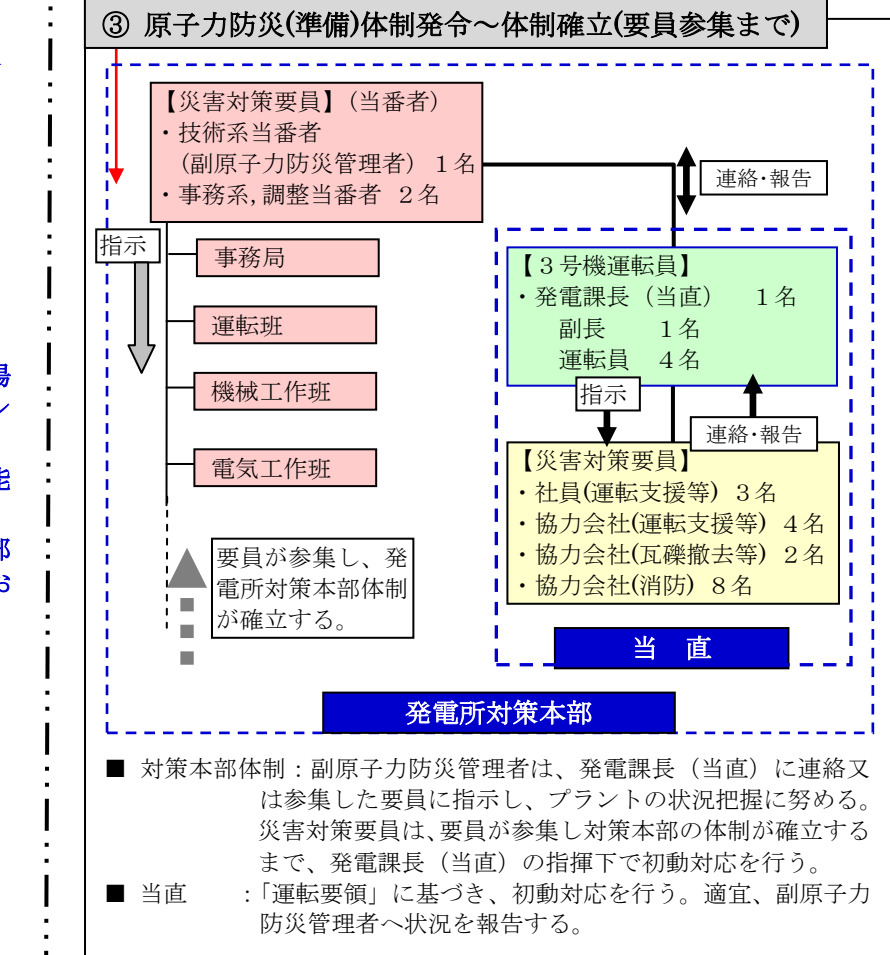 ③ 原子力防災(準備)体制発令～体制確立(要員参集まで)
【災害対策要員】(当番者)
・技術系当番者
(副原子力防災管理者) １名
・事務系,調整当番者 ２名
連絡･報告
指示
事務局
運転班
機械工作班
電気工作班
要員が参集し、発
電所対策本部体制
が確立する。
【３号機運転員】
・発電課長（当直） １名
副長 １名
運転員 ４名
指示
連絡･報告
【災害対策要員】
・社員(運転支援等) ３名
・協力会社(運転支援等) ４名
・協力会社(瓦礫撤去等) ２名
・協力会社(消防) ８名
当 直
発電所対策本部
■ 対策本部体制：副原子力防災管理者は、発電課長（当直）に連絡又
は参集した要員に指示し、プラントの状況把握に努める。
災害対策要員は、要員が参集し対策本部の体制が確立する
まで、発電課長（当直）の指揮下で初動対応を行う。
■ 当直 ：「運転要領」に基づき、初動対応を行う。適宜、副原子力
防災管理者へ状況を報告する。
お